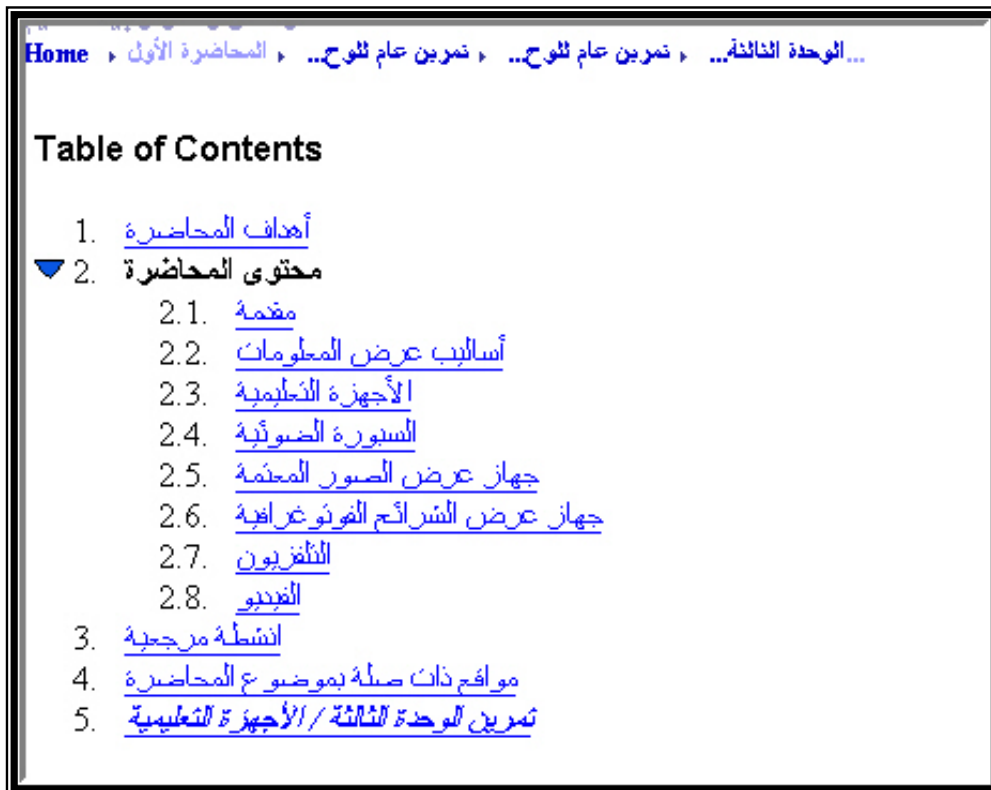 Home ، المحاضرة الأول ، تمرين عام للوح... ، تمرين عام للوح... ، الوحدة الثالثة...
Table of Contents
1. أهداف المحاضرة
2. محتوى المحاضرة
2.1. مقدمة
2.2. أساليب عرض المعلومات
2.3. الأجهزة التعليمية
2.4. السبورة الضوئية
2.5. جهاز عرض الصور المعتمة
2.6. جهاز عرض الشرائح الفوتوغرافية
2.7. التلفزيون
2.8. الفيديو
3. انشطة مرجعية
4. مواقع ذات صلة بموضوع المحاضرة
5. تمرين الوحدة الثالثة / الأجهزة التعليمية